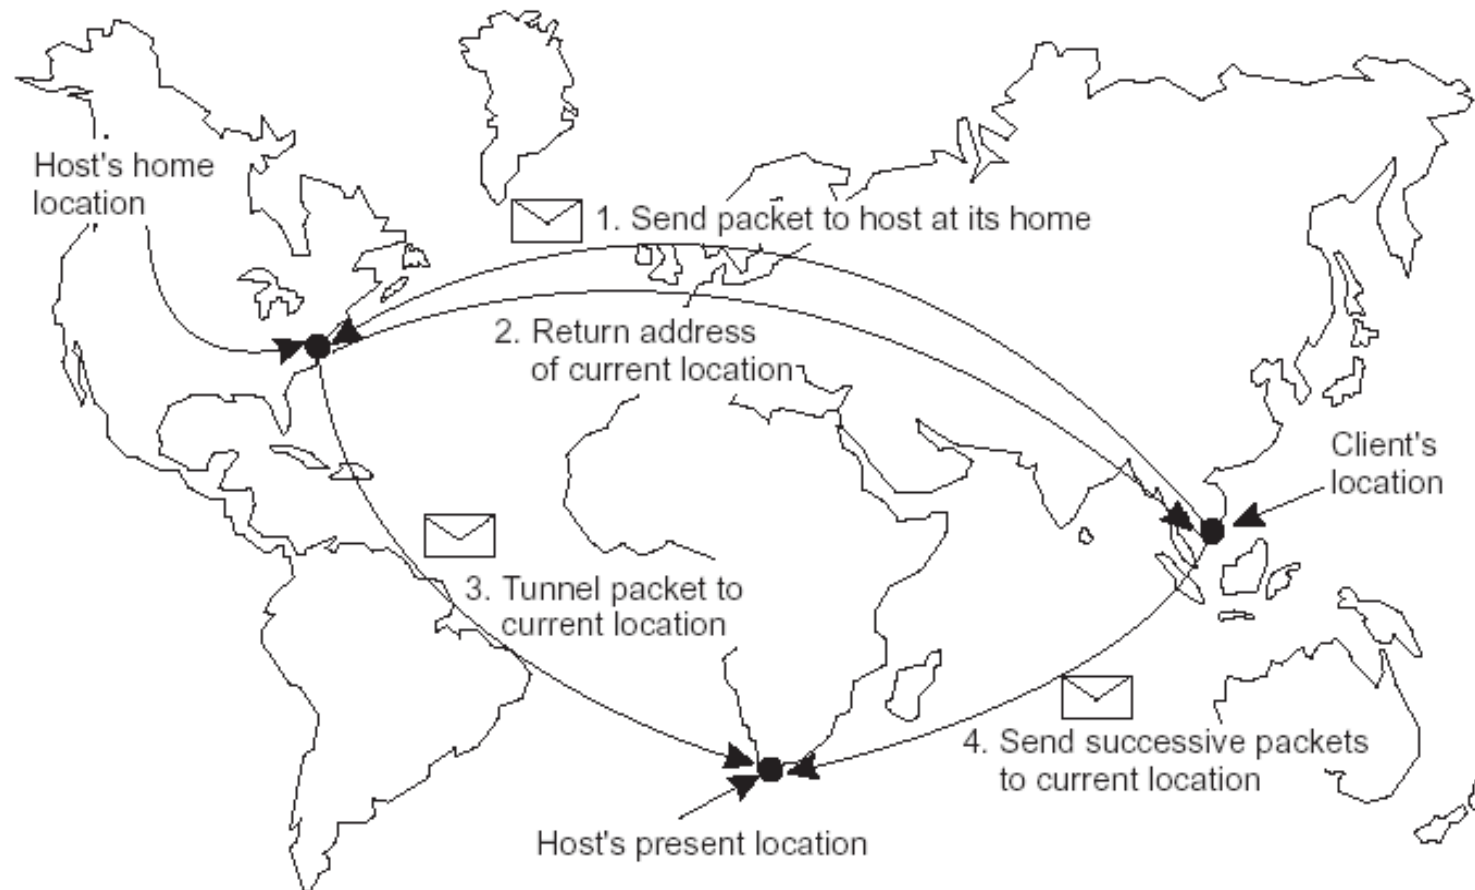 Host's home
location
1. Send packet to host at its home
2. Return address
of current location
Client's
location
3. Tunnel packet to
current location
4. Send successive packets
to current location
Host's present location